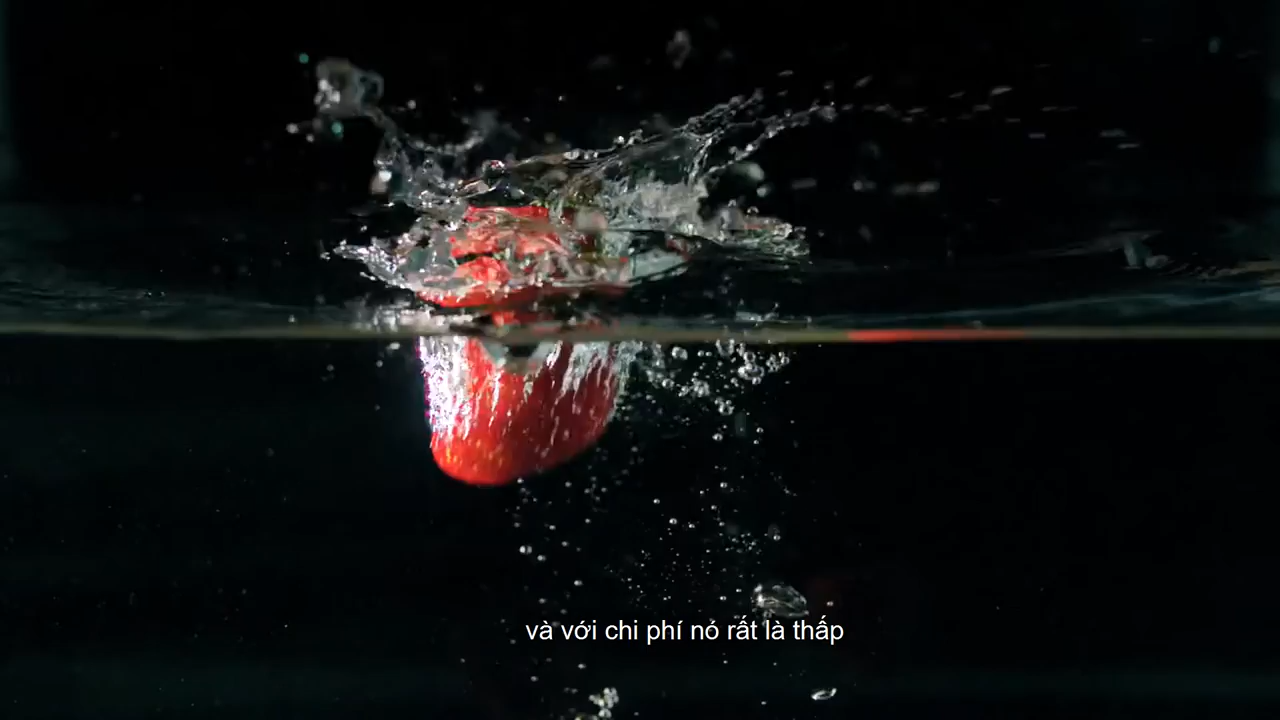 và với chi phí nó rất là thấp